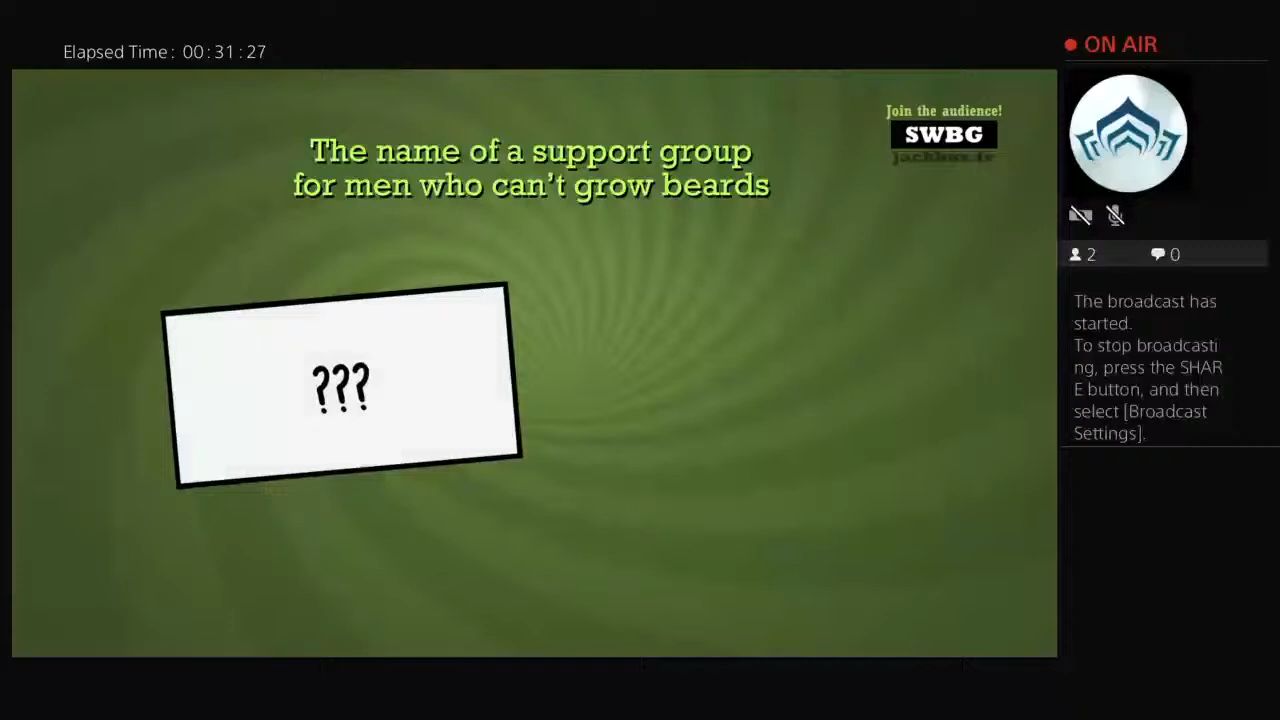 Elapsed Time: 00:31:27
ON AIR
Join the audience!
SWBG
jackbox.tv
The name of a support group
for men who can't grow beards
???
2
0
The broadcast has
started.
To stop broadcasti
ng, press the SHAR
E button, and then
select [Broadcast
Settings].